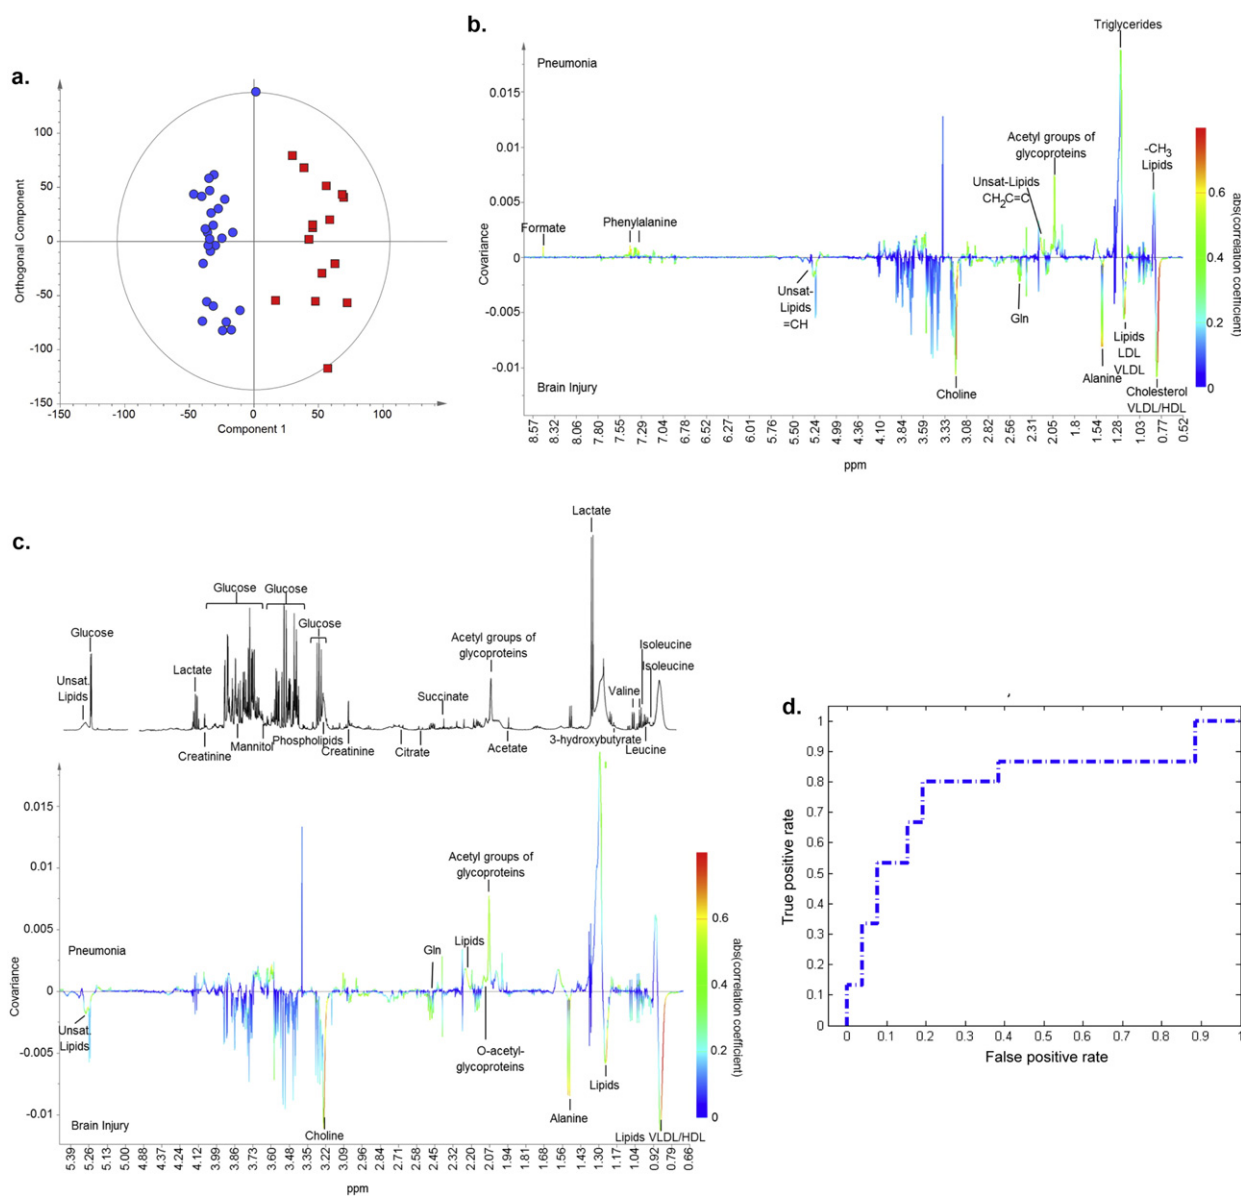 a.
Orthogonal Component
100
50
0
-50
-100
-150
-150
-100
-50
0
50
100
Component 1
b.
Triglycerides
Pneumonia
0.015
0.01
0.005
0
-0.005
-0.01
Covariance
Acetyl groups of
glycoproteins
-CH3
Lipids
Unsat-Lipids
CH2C=C
Formate
Phenylalanine
Unsat-
Lipids
=CH
Gln
Choline
Alanine
Lipids
LDL
VLDL
Cholesterol
VLDL/HDL
Brain Injury
0.6
0.4
0.2
0
abs(correlation coefficient)
8.57 8.32 8.06 7.80 7.55 7.29 7.04 6.78 6.52 6.27 6.01 5.76 5.50 5.24 4.99 4.36 4.10 3.84 3.59 3.33 3.08 2.82 2.56 2.31 2.05 1.8 1.54 1.28 1.03 0.77 0.52
ppm
c.
Lactate
Glucose
Glucose
Glucose
Glucose
Unsat.
Lipids
Lactate
Acetyl groups of
glycoproteins
Isoleucine
Isoleucine
Succinate
Valine
Creatinine
Mannitol
Phospholipids
Creatinine
Citrate
Acetate
3-hydroxybutyrate
Leucine
0.015
0.01
0.005
0
-0.005
-0.01
Covariance
Acetyl groups of
glycoproteins
Pneumonia
Gln
Lipids
Unsat.
Lipids
O-acetyl-
glycoproteins
Lipids
Alanine
Brain Injury
Choline
Lipids VLDL/HDL
0.6
0.4
0.2
0
abs(correlation coefficient)
5.39 5.26 5.13 5.00 4.88 4.37 4.24 4.12 3.99 3.86 3.73 3.60 3.48 3.35 3.22 3.09 2.96 2.84 2.71 2.58 2.45 2.32 2.20 2.07 1.94 1.81 1.68 1.56 1.43 1.30 1.17 1.04 0.92 0.79 0.66
ppm
d.
1
0.9
0.8
0.7
0.6
0.5
0.4
0.3
0.2
0.1
0
True positive rate
0 0.1 0.2 0.3 0.4 0.5 0.6 0.7 0.8 0.9 1
False positive rate